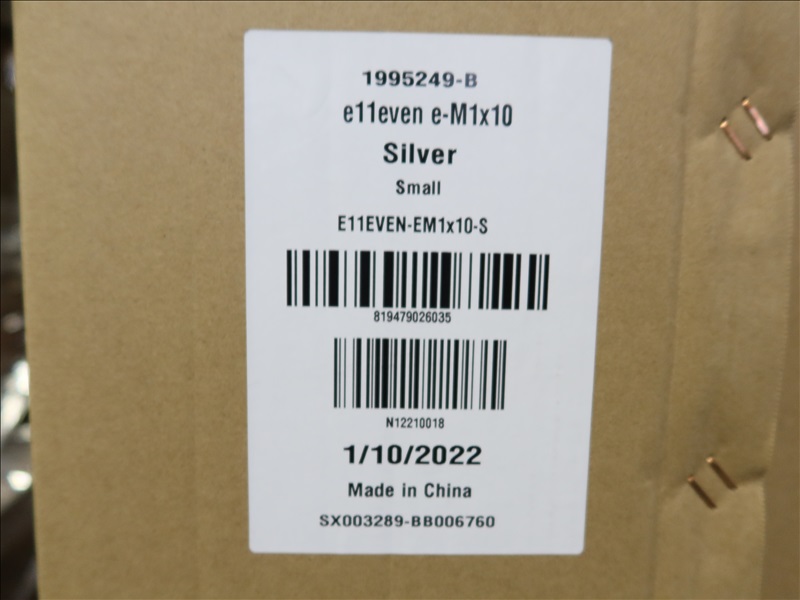 1995249-B
e11even e-M1x10
Silver
Small
E11EVEN-EM1x10-S
819479026035
N12210018
1/10/2022
Made in China
SX003289-BB006760